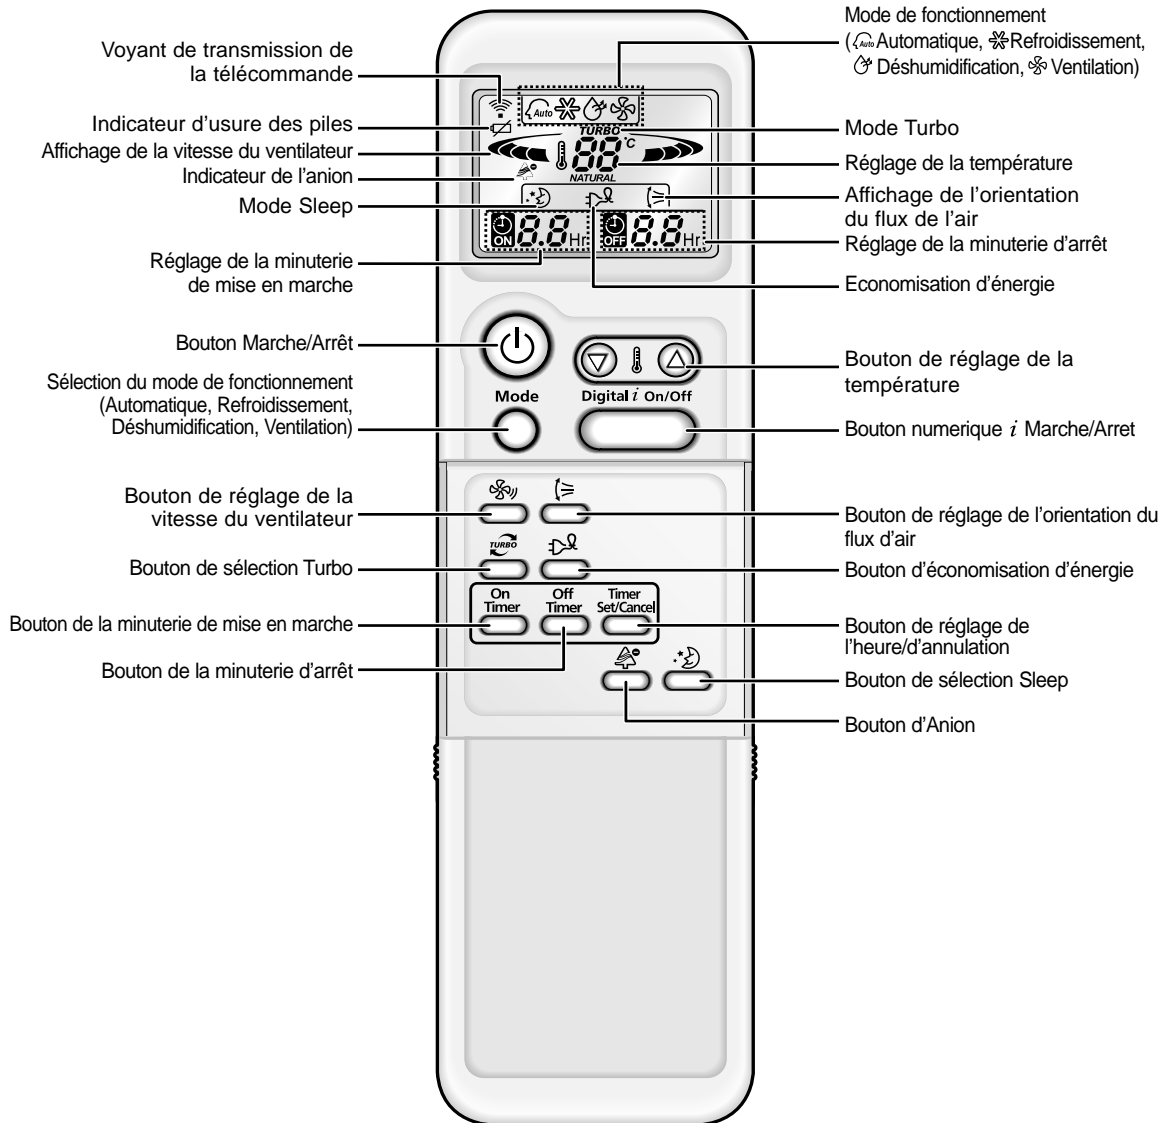 Voyant de transmission de
la télécommande
Indicateur d'usure des piles
Affichage de la vitesse du ventilateur
Indicateur de l'anion
Mode Sleep
Réglage de la minuterie
de mise en marche
Bouton Marche/Arrêt
Sélection du mode de fonctionnement
(Automatique, Refroidissement,
Déshumidification, Ventilation)
Bouton de réglage de la
vitesse du ventilateur
Bouton de sélection Turbo
Bouton de la minuterie de mise en marche
Bouton de la minuterie d'arrêt
Auto
TURBO
88°C
NATURAL
ON 8.8 Hr
OFF 8.8 Hr
Mode
Digital i On/Off
TURBO
On
Timer
Off
Timer
Timer
Set/Cancel
Mode de fonctionnement
(Auto Automatique, Refroidissement,
Déshumidification, Ventilation)
Mode Turbo
Réglage de la température
Affichage de l'orientation
du flux de l'air
Réglage de la minuterie d'arrêt
Economisation d'énergie
Bouton de réglage de la
température
Bouton numerique i Marche/Arret
Bouton de réglage de l'orientation du
flux d'air
Bouton d'économisation d'énergie
Bouton de réglage de
l'heure/d'annulation
Bouton de sélection Sleep
Bouton d'Anion